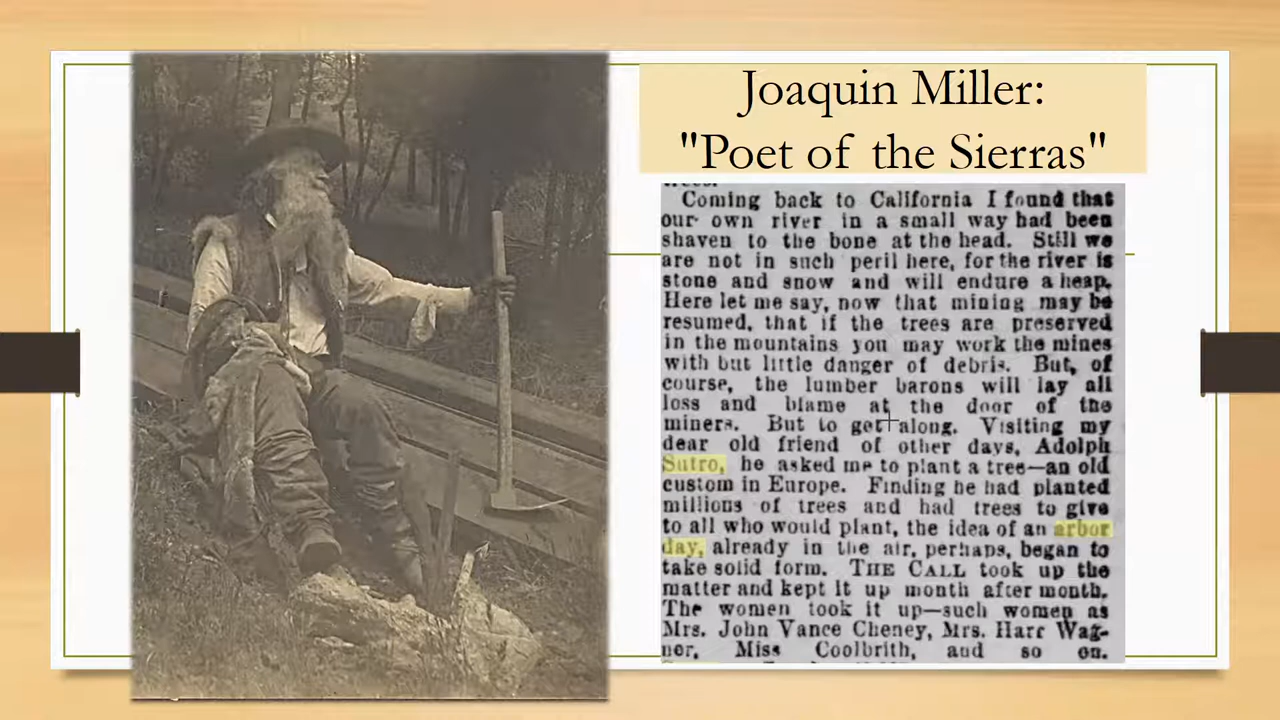 Joaquin Miller:
"Poet of the Sierras"
Coming back to California I found that
our own river in a small way had been
shaven to the bone at the head. Still we
are not in such peril here, for the river is
stone and snow and will endure a heap.
Here let me say, now that mining may be
resumed, that if the trees are preserved
in the mountains you may work the mines
with but little danger of debris. But, of
course, the lumber barons will lay all
loss and blame at the door of the
miners. But to get along. Visiting my
dear old friend of other days, Adolph
Sutro, he asked me to plant a tree—an old
custom in Europe. Finding he had planted
millions of trees and had trees to give
to all who would plant, the idea of an arbor
day, already in the air, perhaps, began to
take solid form. THE CALL took up the
matter and kept it up month after month.
The women took it up—such women as
Mrs. John Vance Cheney, Mrs. Harr Wag-
ner, Miss Coolbrith, and so on.